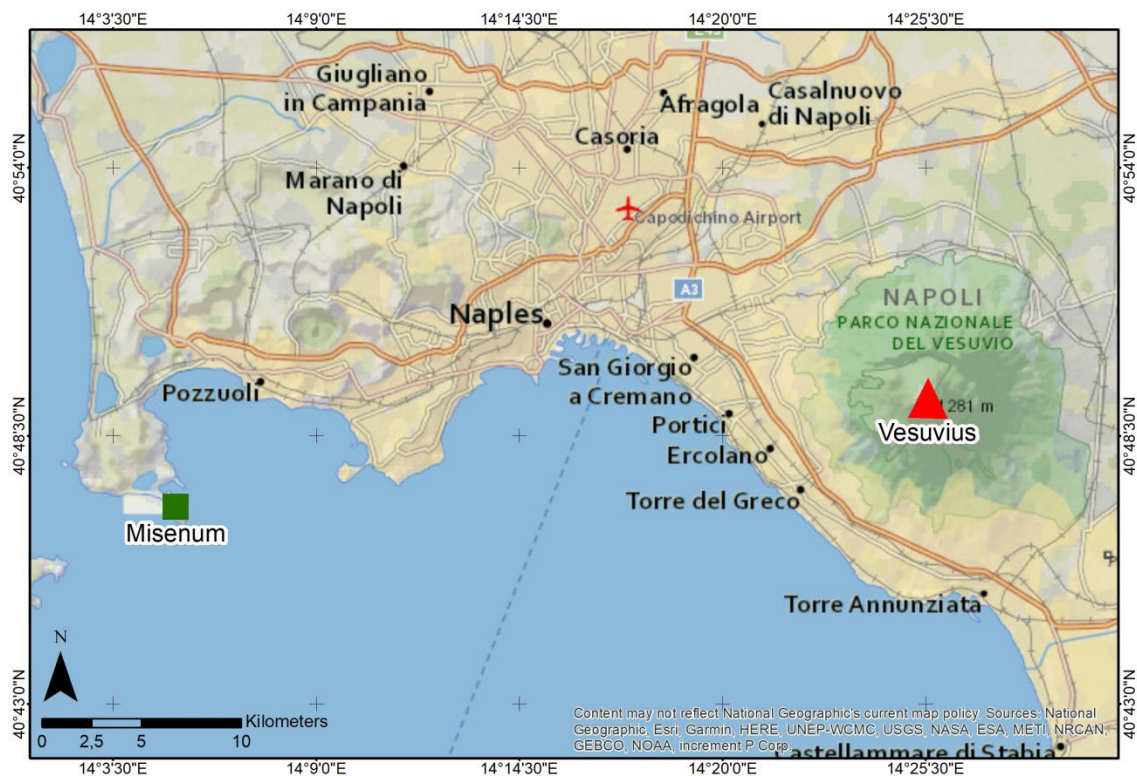 14°3'30"E 14°9'0"E 14°14'30"E 14°20'0"E 14°25'30"E
Giugliano
in Campania
Afragola
Casalnuovo
di Napoli
Casoria
40°54'0"N 40°54'0"N
Marano di
Napoli
Capodichino Airport
A3
NAPOLI
Naples
PARCO NAZIONALE
DEL VESUVIO
San Giorgio
a Cremano
Pozzuoli
281 m
Portici
Vesuvius
40°48'30"N 40°48'30"N
Ercolano
Torre del Greco
Misenum
Torre Annunziata
N
40°43'0"N 40°43'0"N
Kilometers
0 2,5 5 10
Content may not reflect National Geographic's current map policy. Sources: National
Geographic, Esri, Garmin, HERE, UNEP-WCMC, USGS, NASA, ESA, METI, NRCAN,
GEBCO, NOAA, increment P Corp.
Castellammare di Stabia
14°3'30"E 14°9'0"E 14°14'30"E 14°20'0"E 14°25'30"E